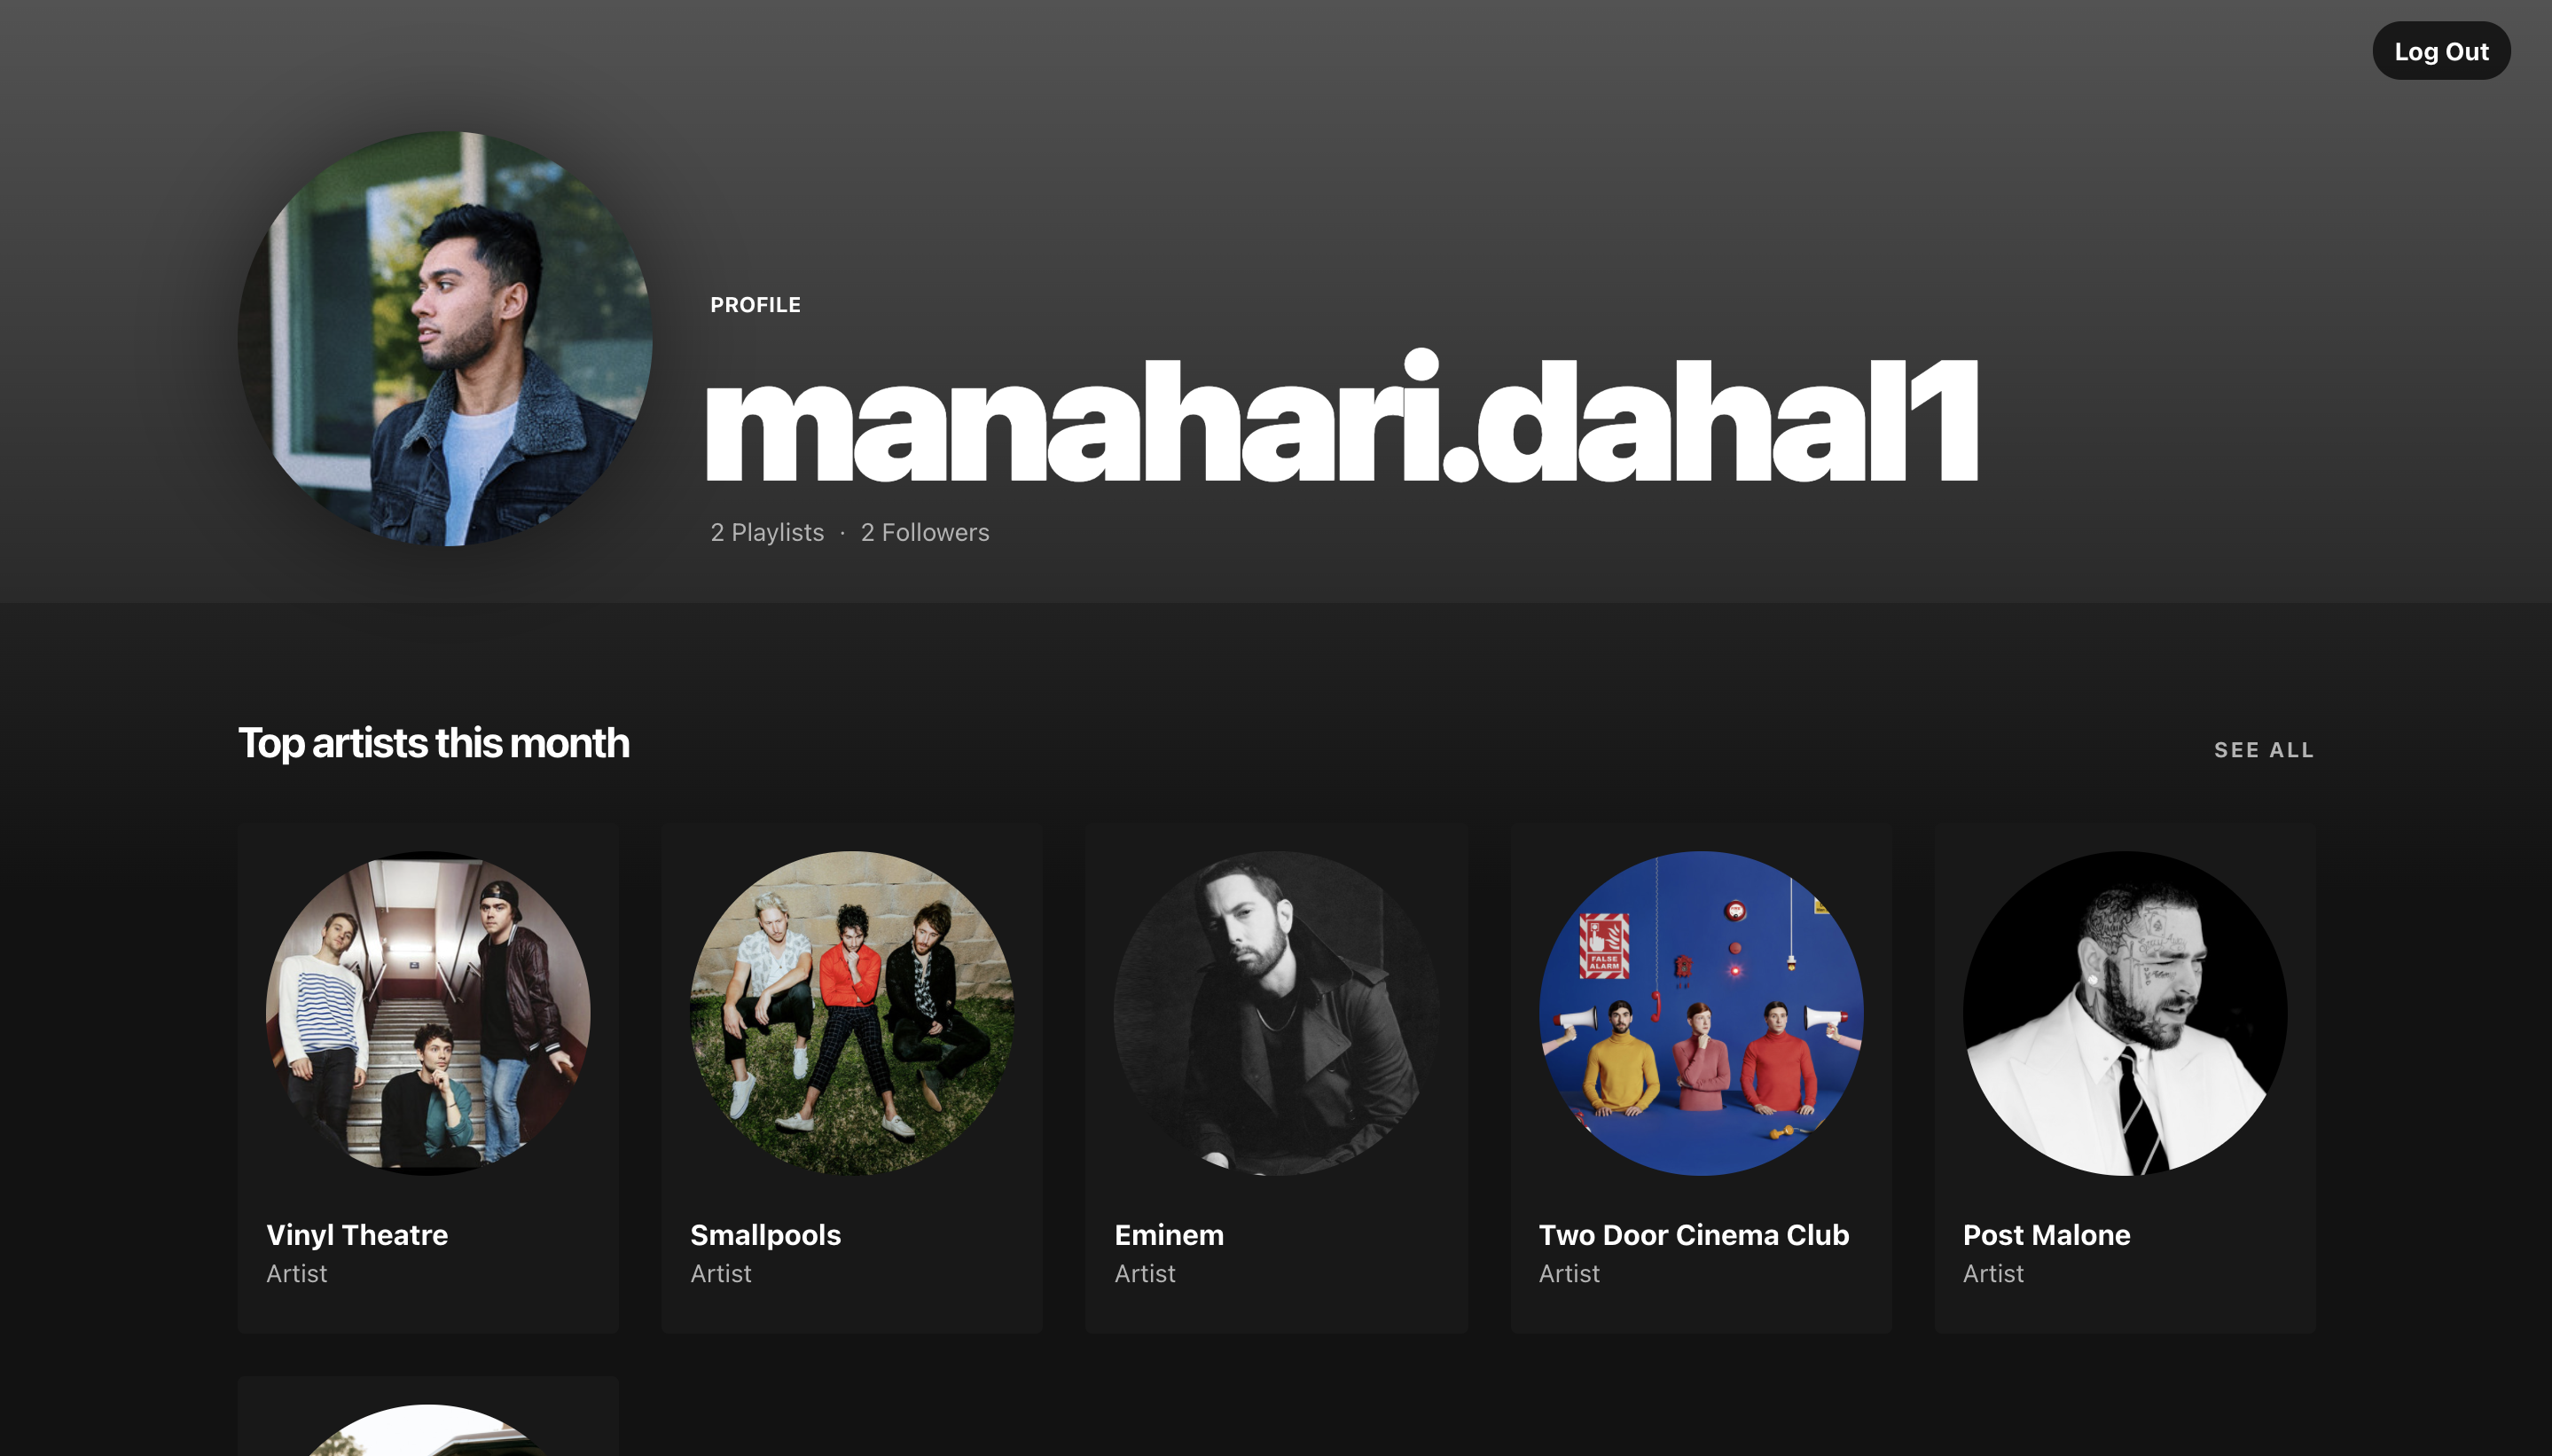 Log Out
PROFILE
manahari.dahal1
2 Playlists · 2 Followers
Top artists this month
SEE ALL
FALSE
ALARM
Vinyl Theatre
Artist
Smallpools
Artist
Eminem
Artist
Two Door Cinema Club
Artist
Post Malone
Artist